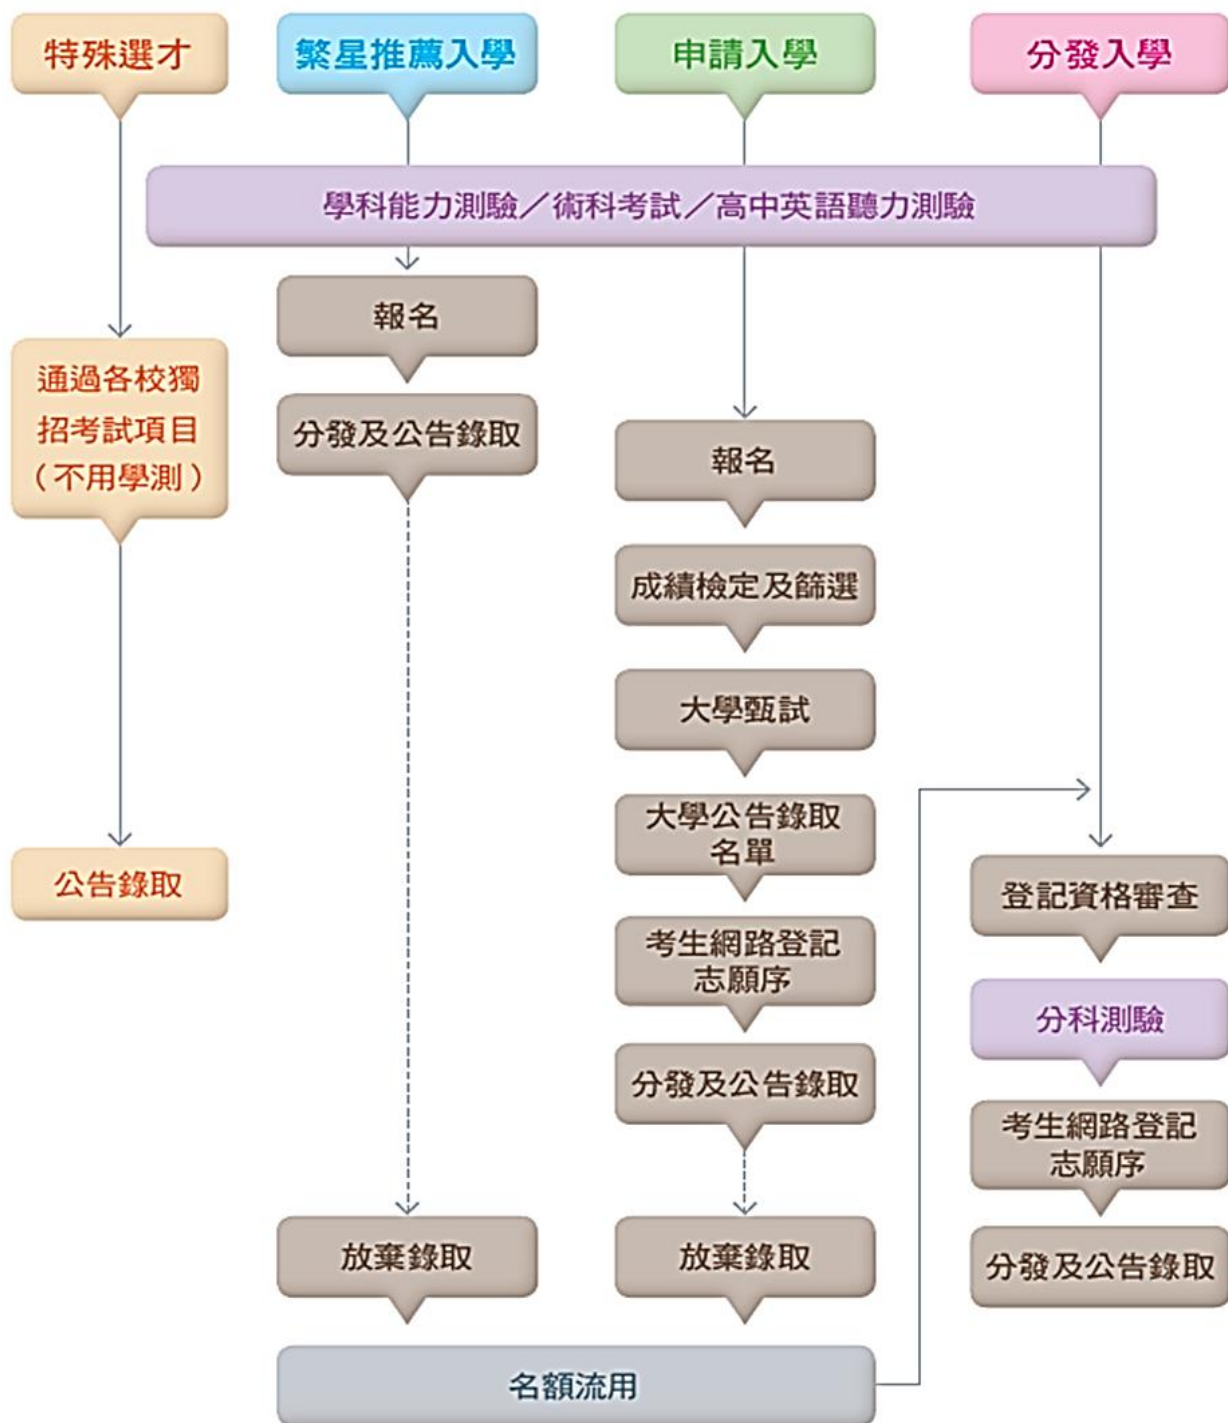 特殊選才
繁星推薦入學
申請入學
分發入學
學科能力測驗／術科考試／高中英語聽力測驗
通過各校獨
招考試項目
（不用學測）
公告錄取
報名
分發及公告錄取
放棄錄取
報名
成績檢定及篩選
大學甄試
大學公告錄取
名單
考生網路登記
志願序
分發及公告錄取
放棄錄取
名額流用
登記資格審查
分科測驗
考生網路登記
志願序
分發及公告錄取